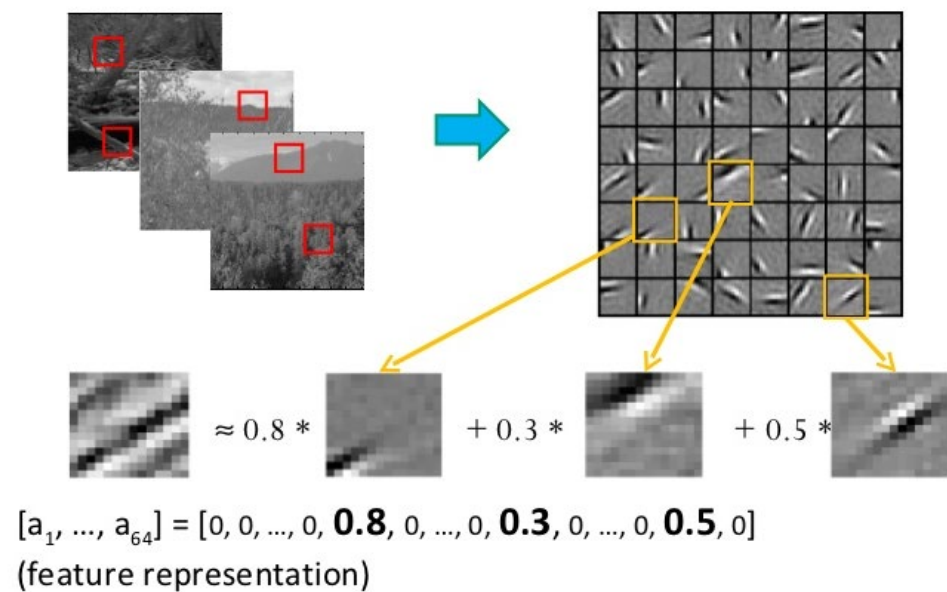 ≈ 0.8 * + 0.3 * + 0.5 *
[a₁, ..., a₆₄] = [0, 0, ..., 0, 0.8, 0, ..., 0, 0.3, 0, ..., 0, 0.5, 0]
(feature representation)